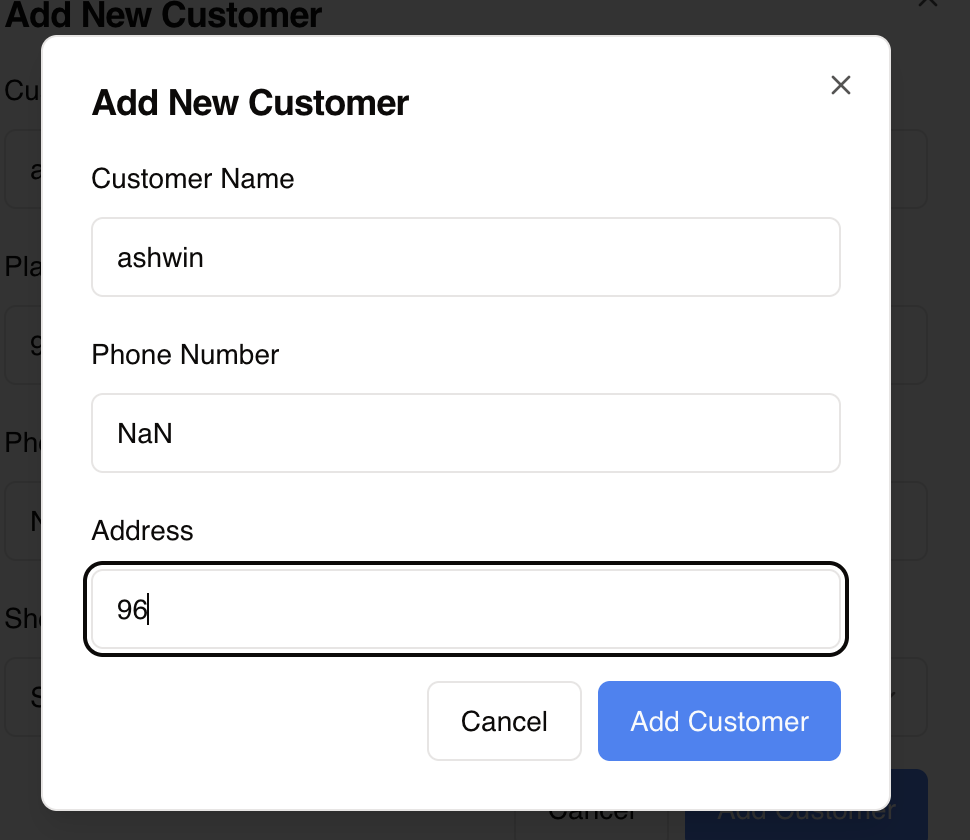 Add New Customer
Cu
a
Pla
9
Pho
N
Sho
S
Add New Customer
Customer Name
ashwin
Phone Number
NaN
Address
96
Cancel
Add Customer
Cancel
Add Customer